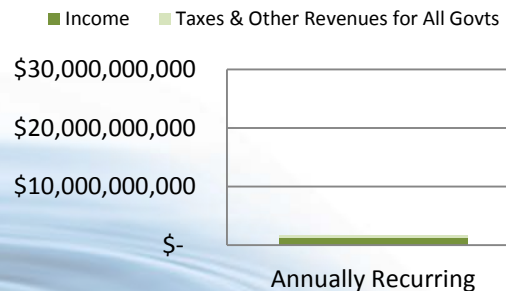 Income Taxes & Other Revenues for All Govts
$30,000,000,000
$20,000,000,000
$10,000,000,000
$-
Annually Recurring